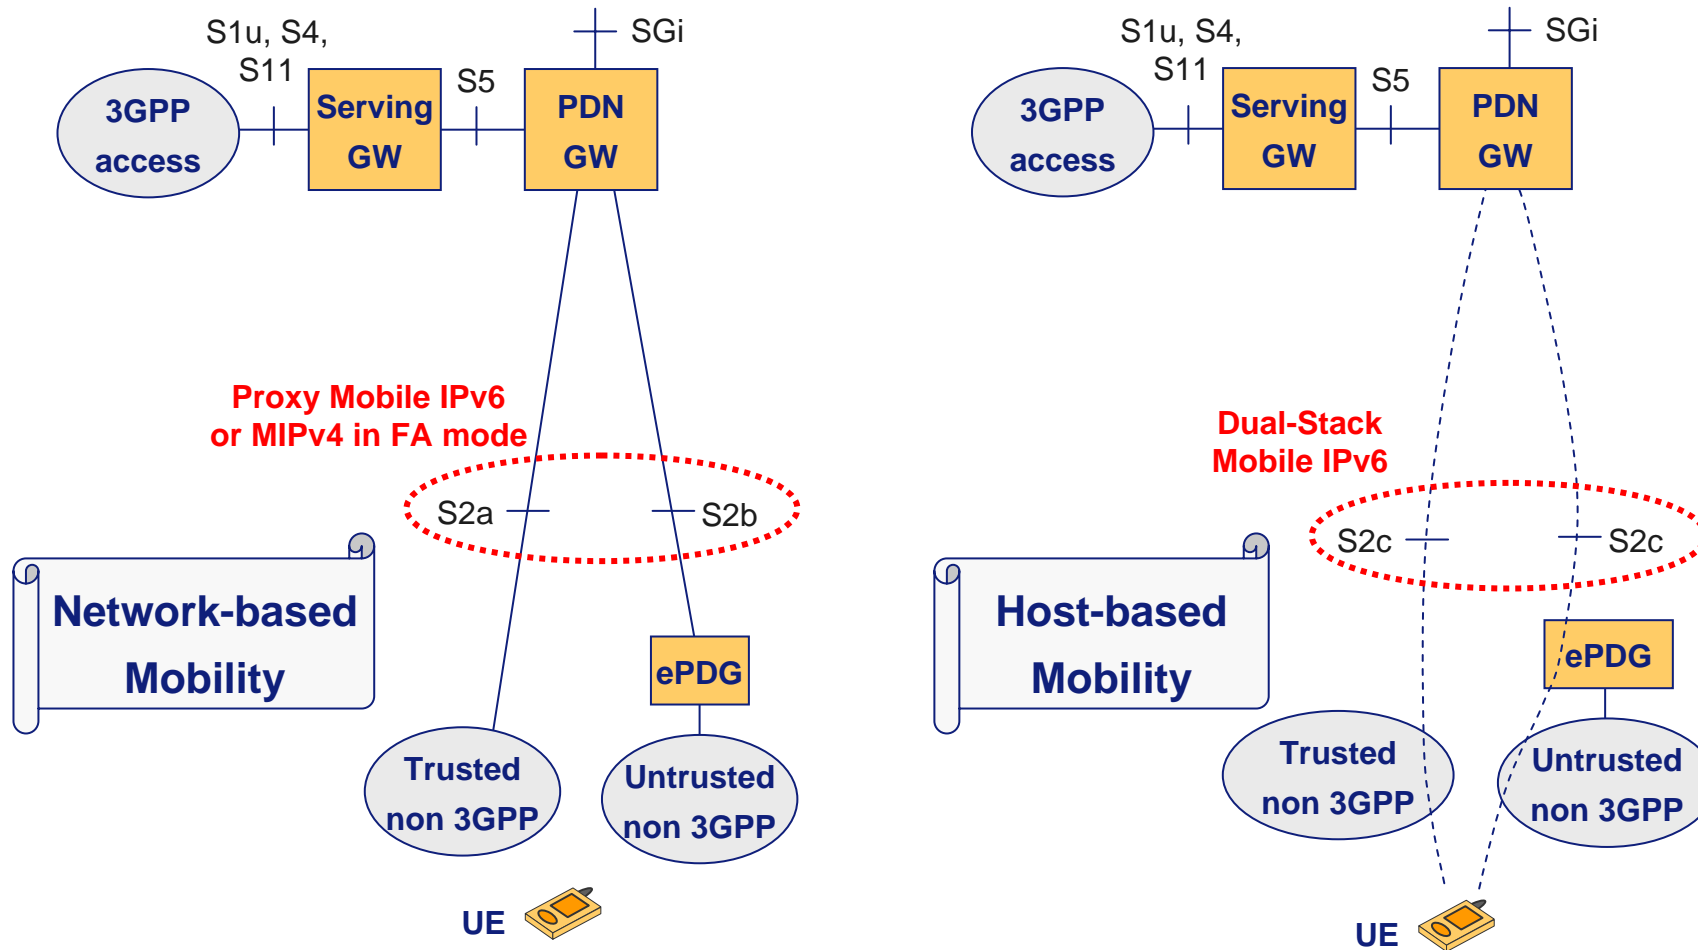 S1u, S4,
S11
SGi
S5
3GPP
access
Serving
GW
PDN
GW
Proxy Mobile IPv6
or MIPv4 in FA mode
S2a
S2b
Network-based
Mobility
ePDG
Trusted
non 3GPP
Untrusted
non 3GPP
UE
S1u, S4,
S11
SGi
S5
3GPP
access
Serving
GW
PDN
GW
Dual-Stack
Mobile IPv6
S2c
S2c
Host-based
Mobility
ePDG
Trusted
non 3GPP
Untrusted
non 3GPP
UE